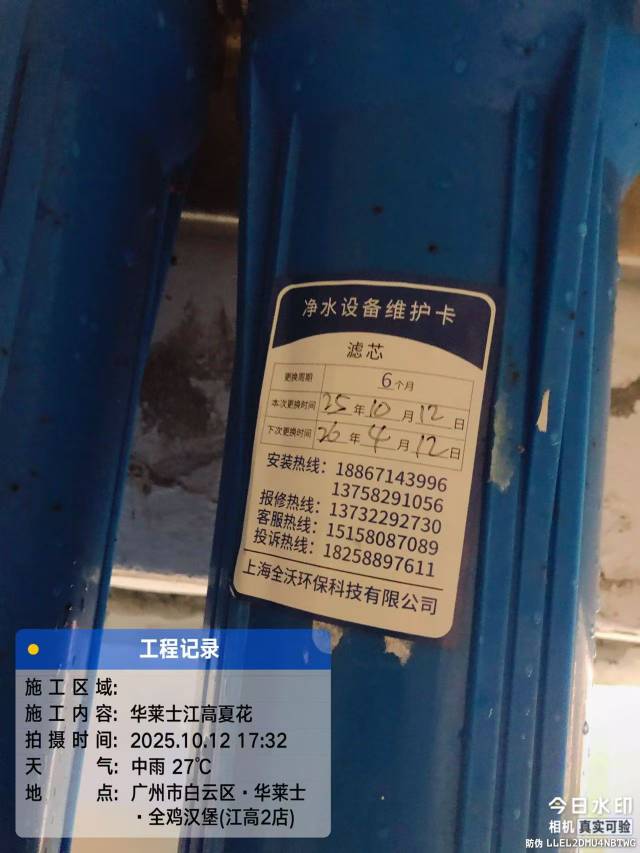 净水设备维护卡
滤芯
更换周期 6个月
本次更换时间 25年10月12日
下次更换时间 26年4月12日
安装热线：18867143996
13758291056
报修热线：13732292730
客服热线：15158087089
投诉热线：18258897611
上海全沃环保科技有限公司
工程记录
施工区域:
施工内容: 华莱士江高夏花
拍摄时间: 2025.10.12 17:32
天气: 中雨 27℃
地点: 广州市白云区·华莱士
·全鸡汉堡(江高2店)
今日水印
相机 真实可验
防伪 LLEL2DMU4NBTWG